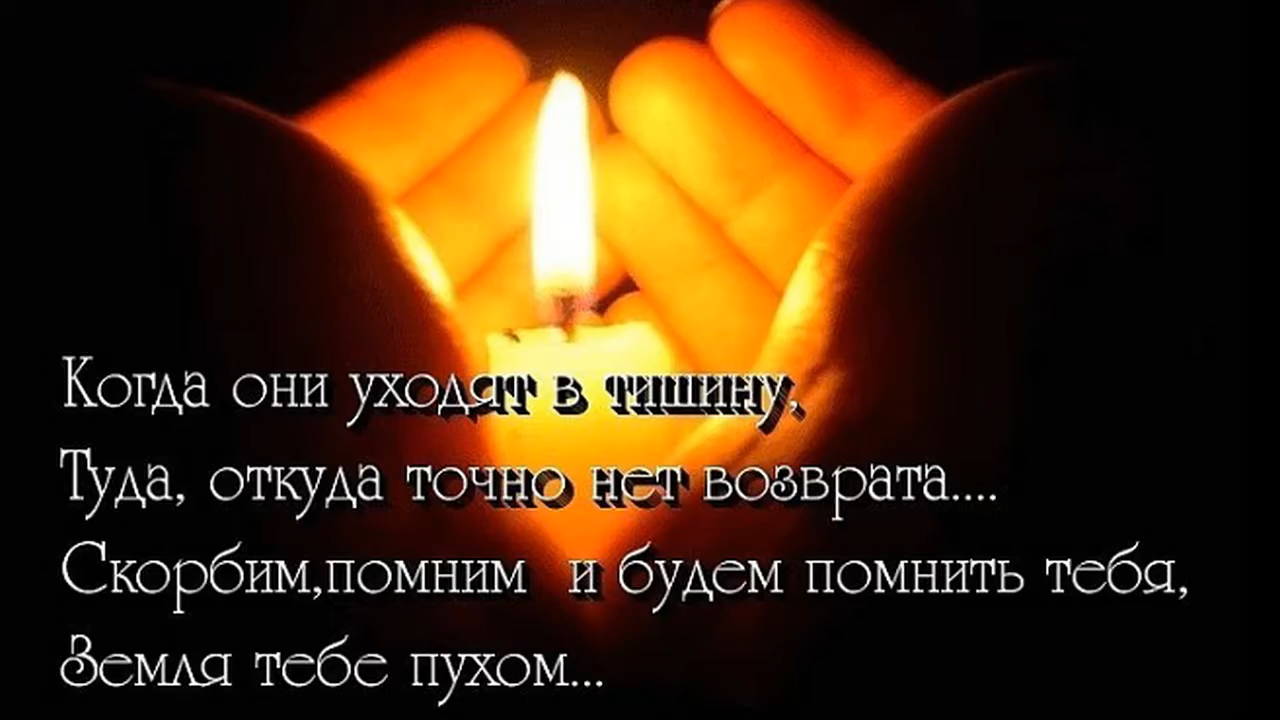 Когда они уходят в тишину,
Туда, откуда точно нет возврата....
Скорбим,помним и будем помнить тебя,
Земля тебе пухом...